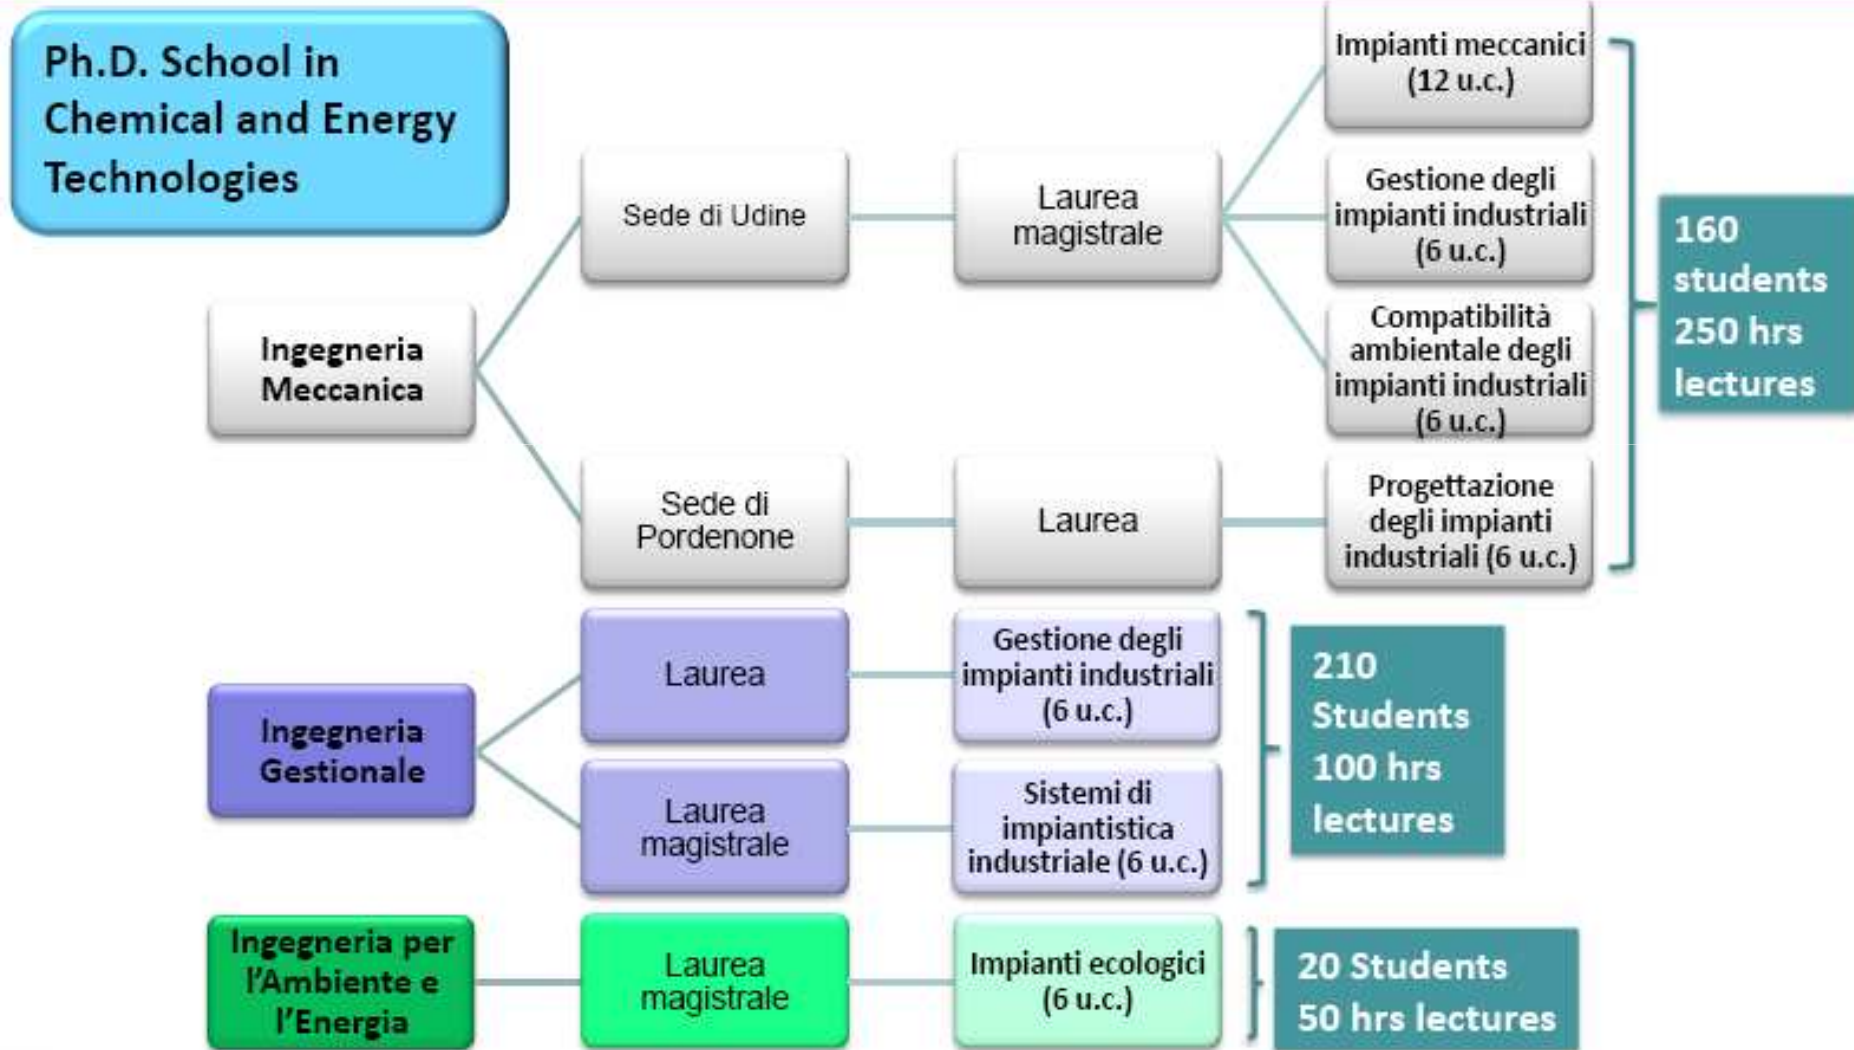 Ph.D. School in
Chemical and Energy
Technologies
Ingegneria
Meccanica
Sede di Udine
Laurea
magistrale
Impianti meccanici
(12 u.c.)
Gestione degli
impianti industriali
(6 u.c.)
Compatibilità
ambientale degli
impianti industriali
(6 u.c.)
Sede di
Pordenone
Laurea
Progettazione
degli impianti
industriali (6 u.c.)
160
students
250 hrs
lectures
Ingegneria
Gestionale
Laurea
Gestione degli
impianti industriali
(6 u.c.)
Laurea
magistrale
Sistemi di
impiantistica
industriale (6 u.c.)
210
Students
100 hrs
lectures
Ingegneria per
l'Ambiente e
l'Energia
Laurea
magistrale
Impianti ecologici
(6 u.c.)
20 Students
50 hrs lectures